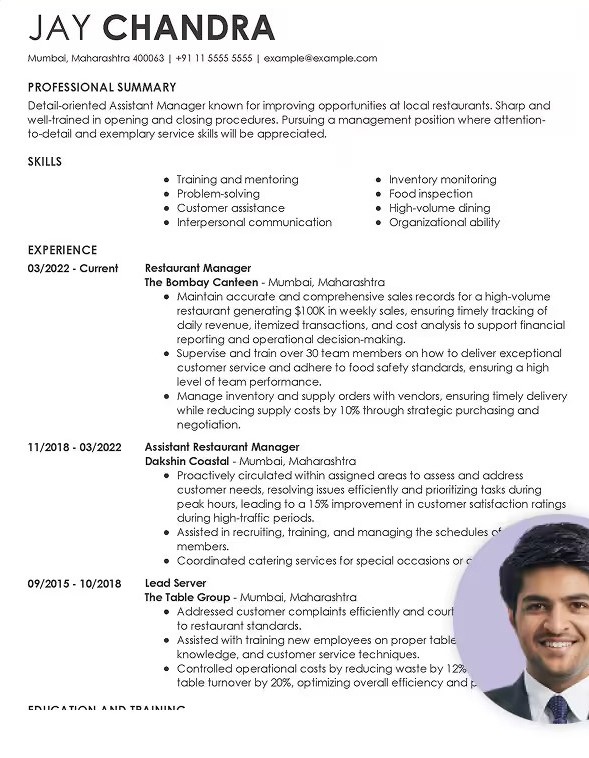 JAY CHANDRA
Mumbai, Maharashtra 400063 | +91 11 5555 5555 | example@example.com
PROFESSIONAL SUMMARY
Detail-oriented Assistant Manager known for improving opportunities at local restaurants. Sharp and
well-trained in opening and closing procedures. Pursuing a management position where attention-
to-detail and exemplary service skills will be appreciated.
SKILLS
● Training and mentoring
● Problem-solving
● Customer assistance
● Interpersonal communication
● Inventory monitoring
● Food inspection
● High-volume dining
● Organizational ability
EXPERIENCE
03/2022 - Current Restaurant Manager
The Bombay Canteen - Mumbai, Maharashtra
● Maintain accurate and comprehensive sales records for a high-volume
restaurant generating $100K in weekly sales, ensuring timely tracking of
daily revenue, itemized transactions, and cost analysis to support financial
reporting and operational decision-making.
● Supervise and train over 30 team members on how to deliver exceptional
customer service and adhere to food safety standards, ensuring a high
level of team performance.
● Manage inventory and supply orders with vendors, ensuring timely delivery
while reducing supply costs by 10% through strategic purchasing and
negotiation.
11/2018 - 03/2022 Assistant Restaurant Manager
Dakshin Coastal - Mumbai, Maharashtra
● Proactively circulated within assigned areas to assess and address
customer needs, resolving issues efficiently and prioritizing tasks during
peak hours, leading to a 15% improvement in customer satisfaction ratings
during high-traffic periods.
● Assisted in recruiting, training, and managing the schedules of
members.
● Coordinated catering services for special occasions or
09/2015 - 10/2018 Lead Server
The Table Group - Mumbai, Maharashtra
● Addressed customer complaints efficiently and
to restaurant standards.
● Assisted with training new employees on proper table
knowledge, and customer service techniques.
● Controlled operational costs by reducing waste by 12%
table turnover by 20%, optimizing overall efficiency and
EDUCATION AND TRAINING